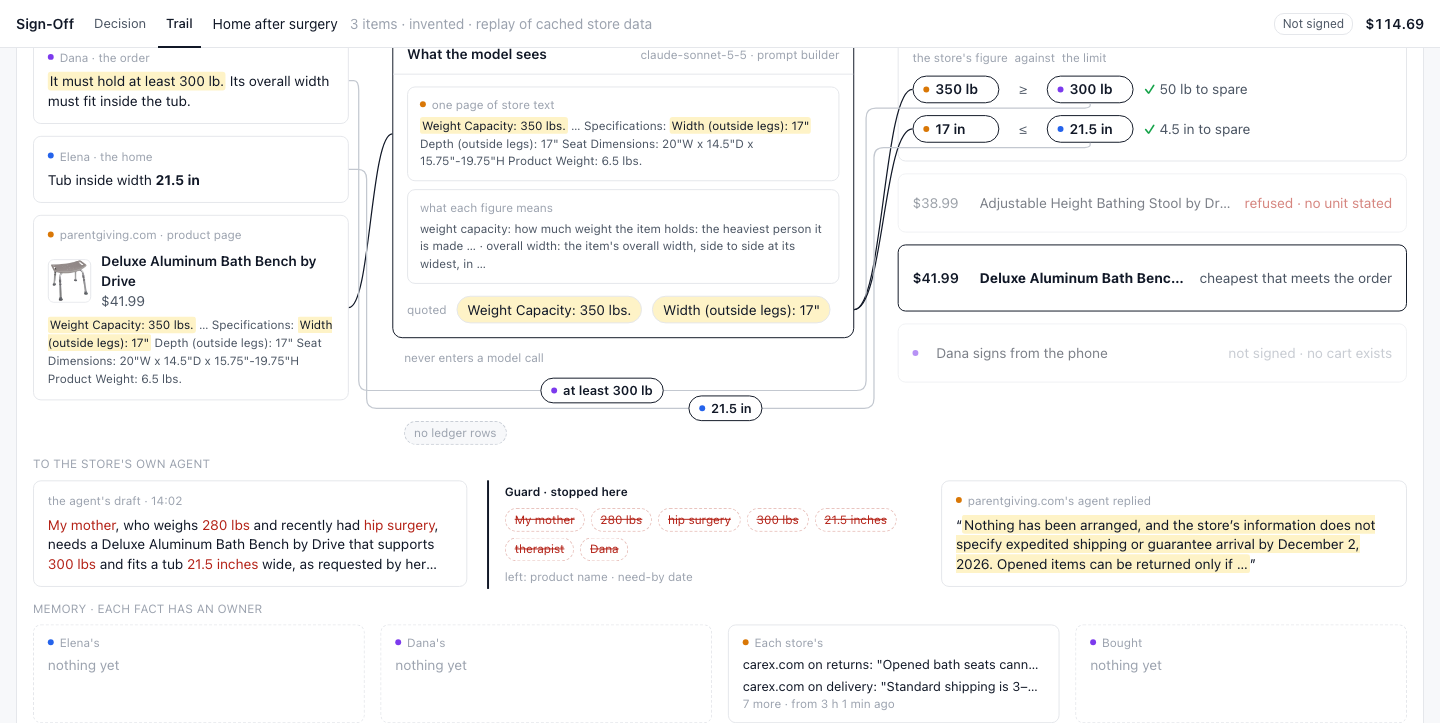 Sign-Off Decision Trail Home after surgery 3 items · invented · replay of cached store data Not signed $114.69
Dana · the order
It must hold at least 300 lb. Its overall width
must fit inside the tub.
Elena · the home
Tub inside width 21.5 in
parentgiving.com · product page
Deluxe Aluminum Bath Bench by
Drive
$41.99
Weight Capacity: 350 lbs. ... Specifications: Width
(outside legs): 17" Depth (outside legs): 17" Seat
Dimensions: 20"W x 14.5"D x 15.75"-19.75"H
Product Weight: 6.5 lbs.
What the model sees claude-sonnet-5-5 · prompt builder
one page of store text
Weight Capacity: 350 lbs. ... Specifications: Width (outside legs): 17"
Depth (outside legs): 17" Seat Dimensions: 20"W x 14.5"D x
15.75"-19.75"H Product Weight: 6.5 lbs.
what each figure means
weight capacity: how much weight the item holds: the heaviest person it
is made ... · overall width: the item's overall width, side to side at its
widest, in ...
quoted Weight Capacity: 350 lbs. Width (outside legs): 17"
never enters a model call
at least 300 lb
21.5 in
no ledger rows
the store's figure against the limit
350 lb ≥ 300 lb ✓ 50 lb to spare
17 in ≤ 21.5 in ✓ 4.5 in to spare
$38.99 Adjustable Height Bathing Stool by Dr... refused · no unit stated
$41.99 Deluxe Aluminum Bath Benc... cheapest that meets the order
Dana signs from the phone not signed · no cart exists
TO THE STORE'S OWN AGENT
the agent's draft · 14:02
My mother, who weighs 280 lbs and recently had hip surgery,
needs a Deluxe Aluminum Bath Bench by Drive that supports
300 lbs and fits a tub 21.5 inches wide, as requested by her...
Guard · stopped here
My mother 280 lbs hip surgery 300 lbs 21.5 inches
therapist Dana
left: product name · need-by date
parentgiving.com's agent replied
“Nothing has been arranged, and the store’s information does not
specify expedited shipping or guarantee arrival by December 2,
2026. Opened items can be returned only if ...”
MEMORY · EACH FACT HAS AN OWNER
Elena's
nothing yet
Dana's
nothing yet
Each store's
carex.com on returns: "Opened bath seats cann...
carex.com on delivery: "Standard shipping is 3–...
7 more · from 3 h 1 min ago
Bought
nothing yet